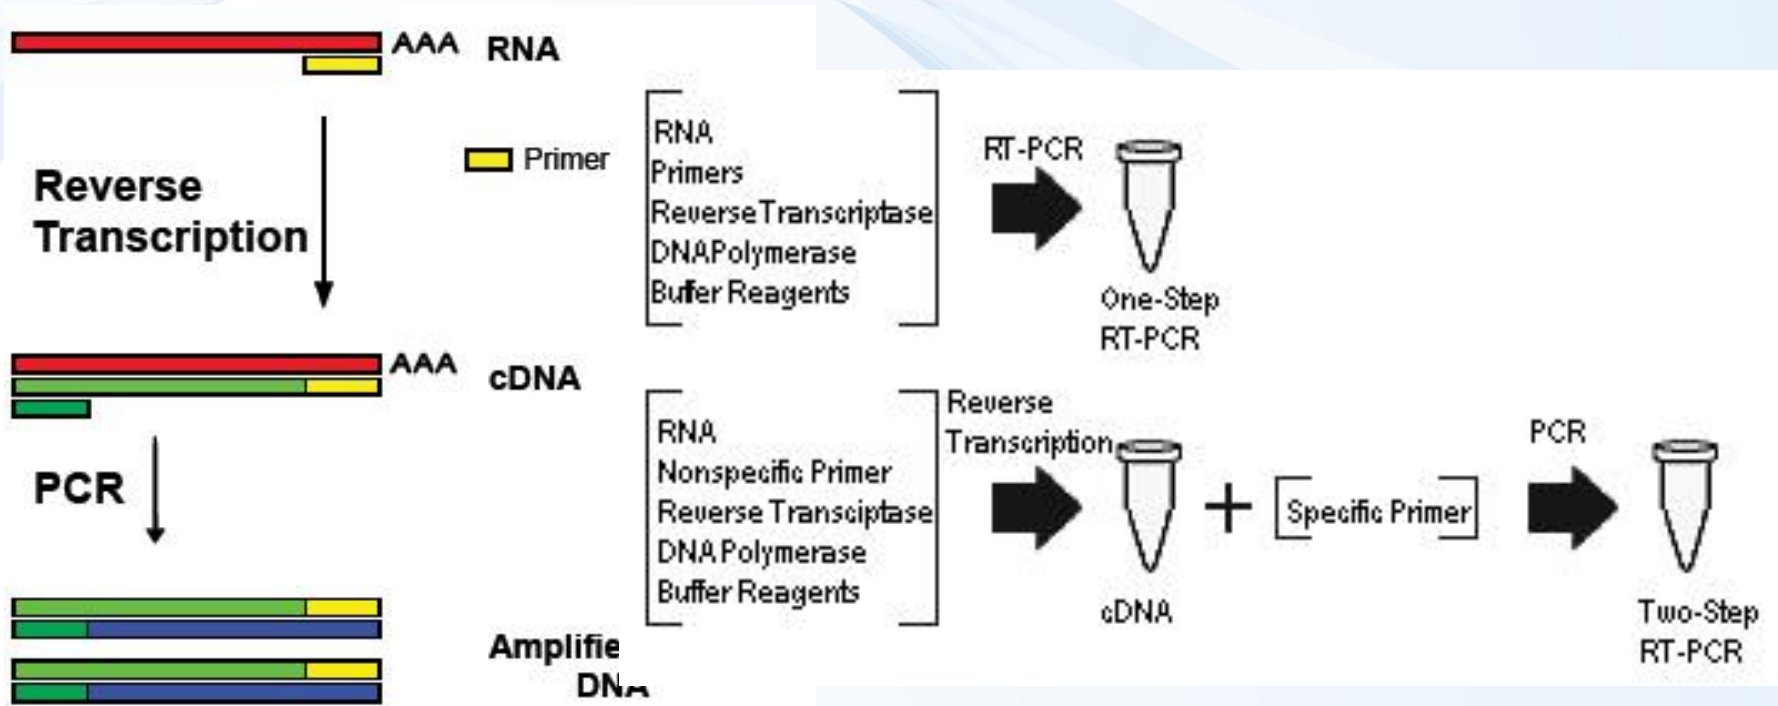 AAA RNA
Primer
Reverse
Transcription
AAA cDNA
PCR
Amplifie
DNA
RNA
Primers
Reverse Transcriptase
DNA Polymerase
Buffer Reagents
RT-PCR
One-Step
RT-PCR
RNA
Nonspecific Primer
Reverse Transciptase
DNA Polymerase
Buffer Reagents
Reverse
Transcription
cDNA
+
Specific Primer
PCR
Two-Step
RT-PCR